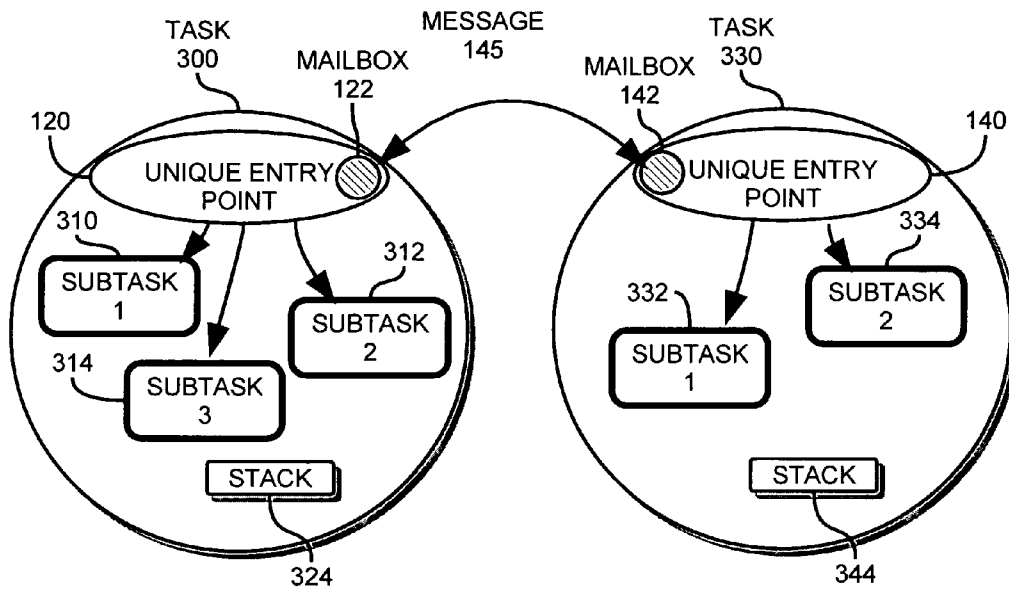 TASK
300
MESSAGE
145
TASK
330
MAILBOX
122
MAILBOX
142
120
140
UNIQUE ENTRY
POINT
UNIQUE ENTRY
POINT
310
312
334
SUBTASK
1
SUBTASK
2
332
SUBTASK
2
314
SUBTASK
3
SUBTASK
1
STACK
STACK
324
344